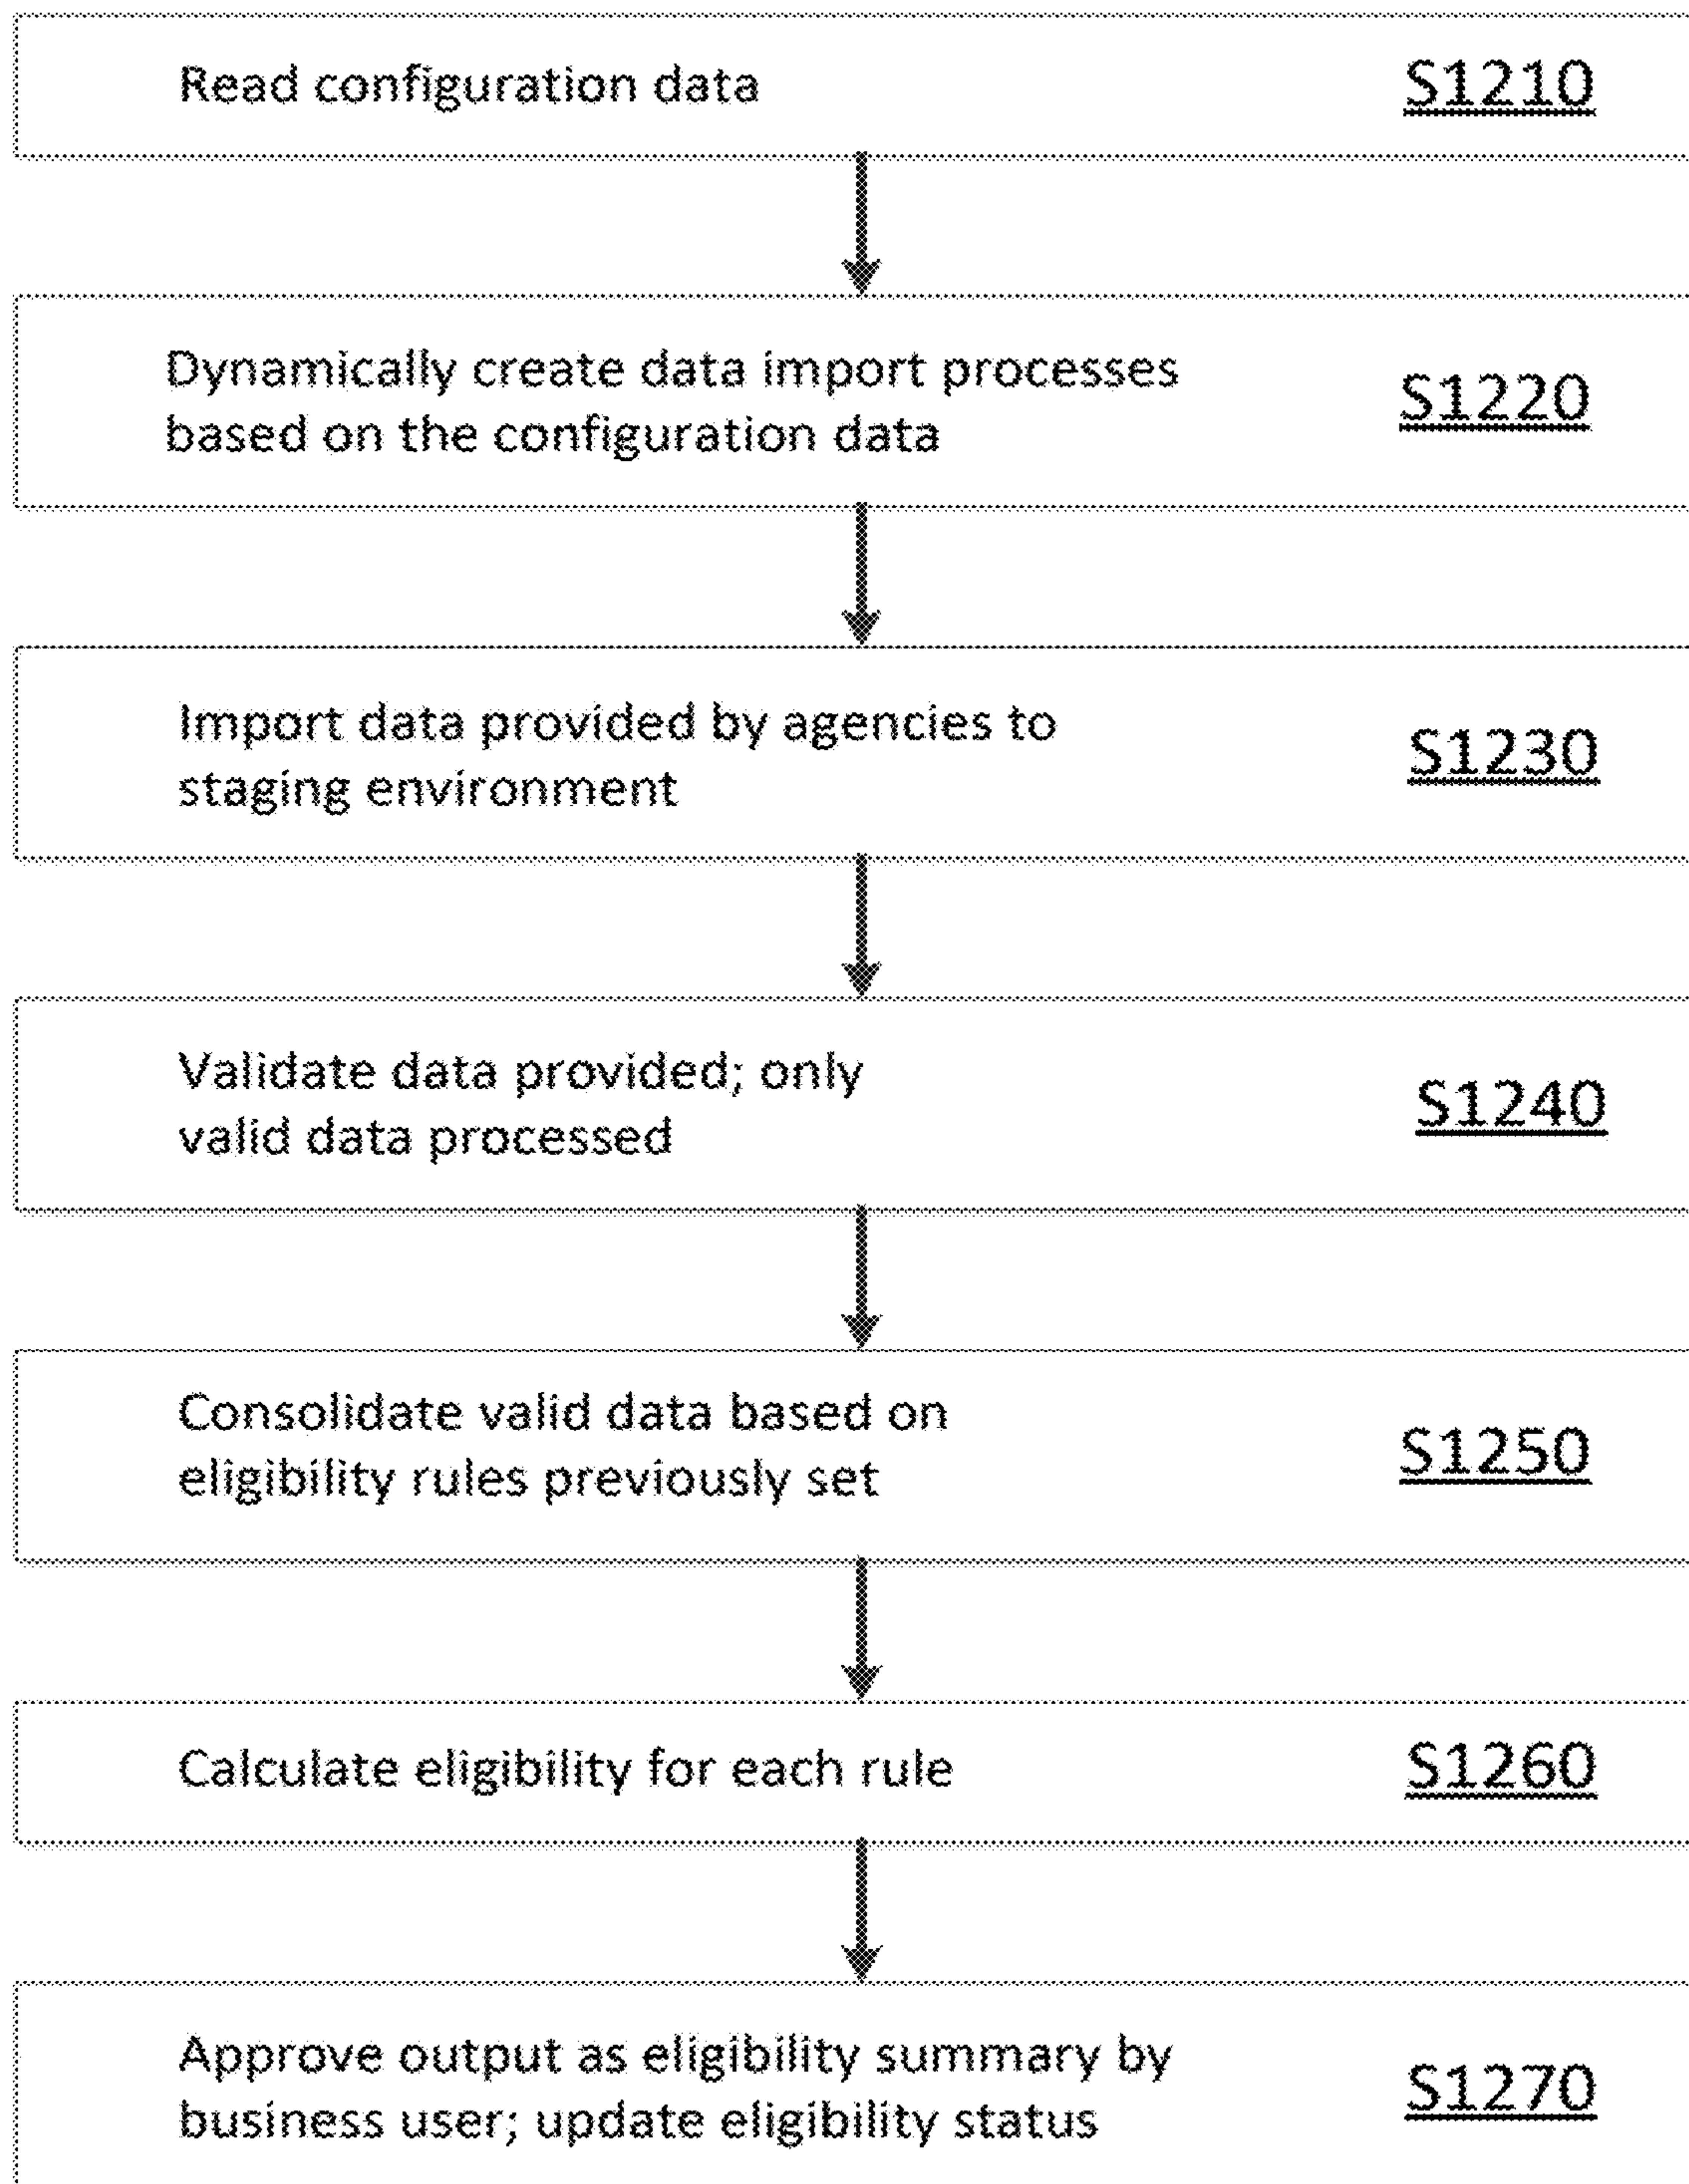 Read configuration data S1210
Dynamically create data import processes
based on the configuration data
S1220
Import data provided by agencies to
staging environment
S1230
Validate data provided; only
valid data processed
S1240
Consolidate valid data based on
eligibility rules previously set
S1250
Calculate eligibility for each rule S1260
Approve output as eligibility summary by
business user; update eligibility status
S1270